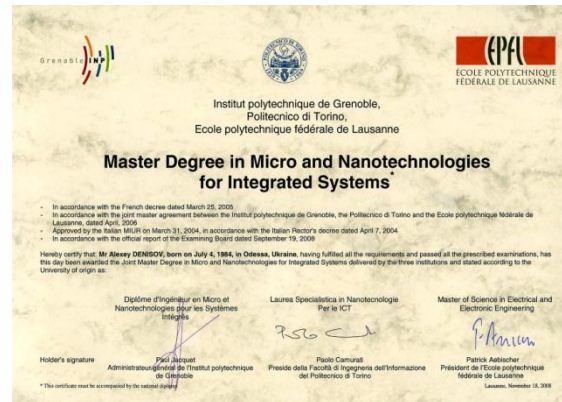 Grenoble INP
POLITECNICO DI TORINO
EPFL
ÉCOLE POLYTECHNIQUE
FÉDÉRALE DE LAUSANNE
Institut polytechnique de Grenoble,
Politecnico di Torino,
Ecole polytechnique fédérale de Lausanne
Master Degree in Micro and Nanotechnologies
for Integrated Systems*
- In accordance with the French decree dated March 25, 2005
- In accordance with the joint master agreement between the Institut polytechnique de Grenoble, the Politecnico di Torino and the Ecole polytechnique fédérale de
Lausanne, dated April, 2006
- Approved by the Italian MIUR on March 31, 2004, in accordance with the Italian Rector's decree dated April 7, 2004
- In accordance with the official report of the Examining Board dated September 19, 2008
Hereby certify that: Mr Alexey DENISOV, born on July 4, 1984, in Odessa, Ukraine, having fulfilled all the requirements and passed all the prescribed examinations, has
this day been awarded the Joint Master Degree in Micro and Nanotechnologies for Integrated Systems delivered by the three institutions and stated according to the
University of origin as:
Diplôme d'Ingénieur en Micro et
Nanotechnologies pour les Systèmes
Intégrés
Laurea Specialistica in Nanotecnologie
Per le ICT
Master of Science in Electrical and
Electronic Engineering
Holder's signature
Paul Jacquet
Administrateur général de l'Institut polytechnique
de Grenoble
Paolo Camurati
Preside della Facoltà di Ingegneria dell'Informazione
del Politecnico di Torino
Patrick Aebischer
Président de l'Ecole polytechnique
fédérale de Lausanne
* This certificate must be accompanied by the national diploma
Lausanne, November 18, 2008